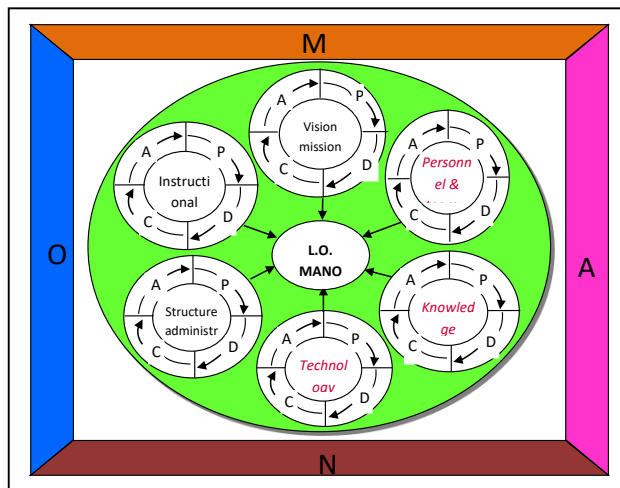 M
A
P
Vision
mission
C
D
A
P
Instructi
onal
C
D
A
P
Personn
el &
C
D
O
L.O.
MANO
A
A
P
Structure
administr
C
D
A
P
Technol
ogy
C
D
A
P
Knowled
ge
C
D
N